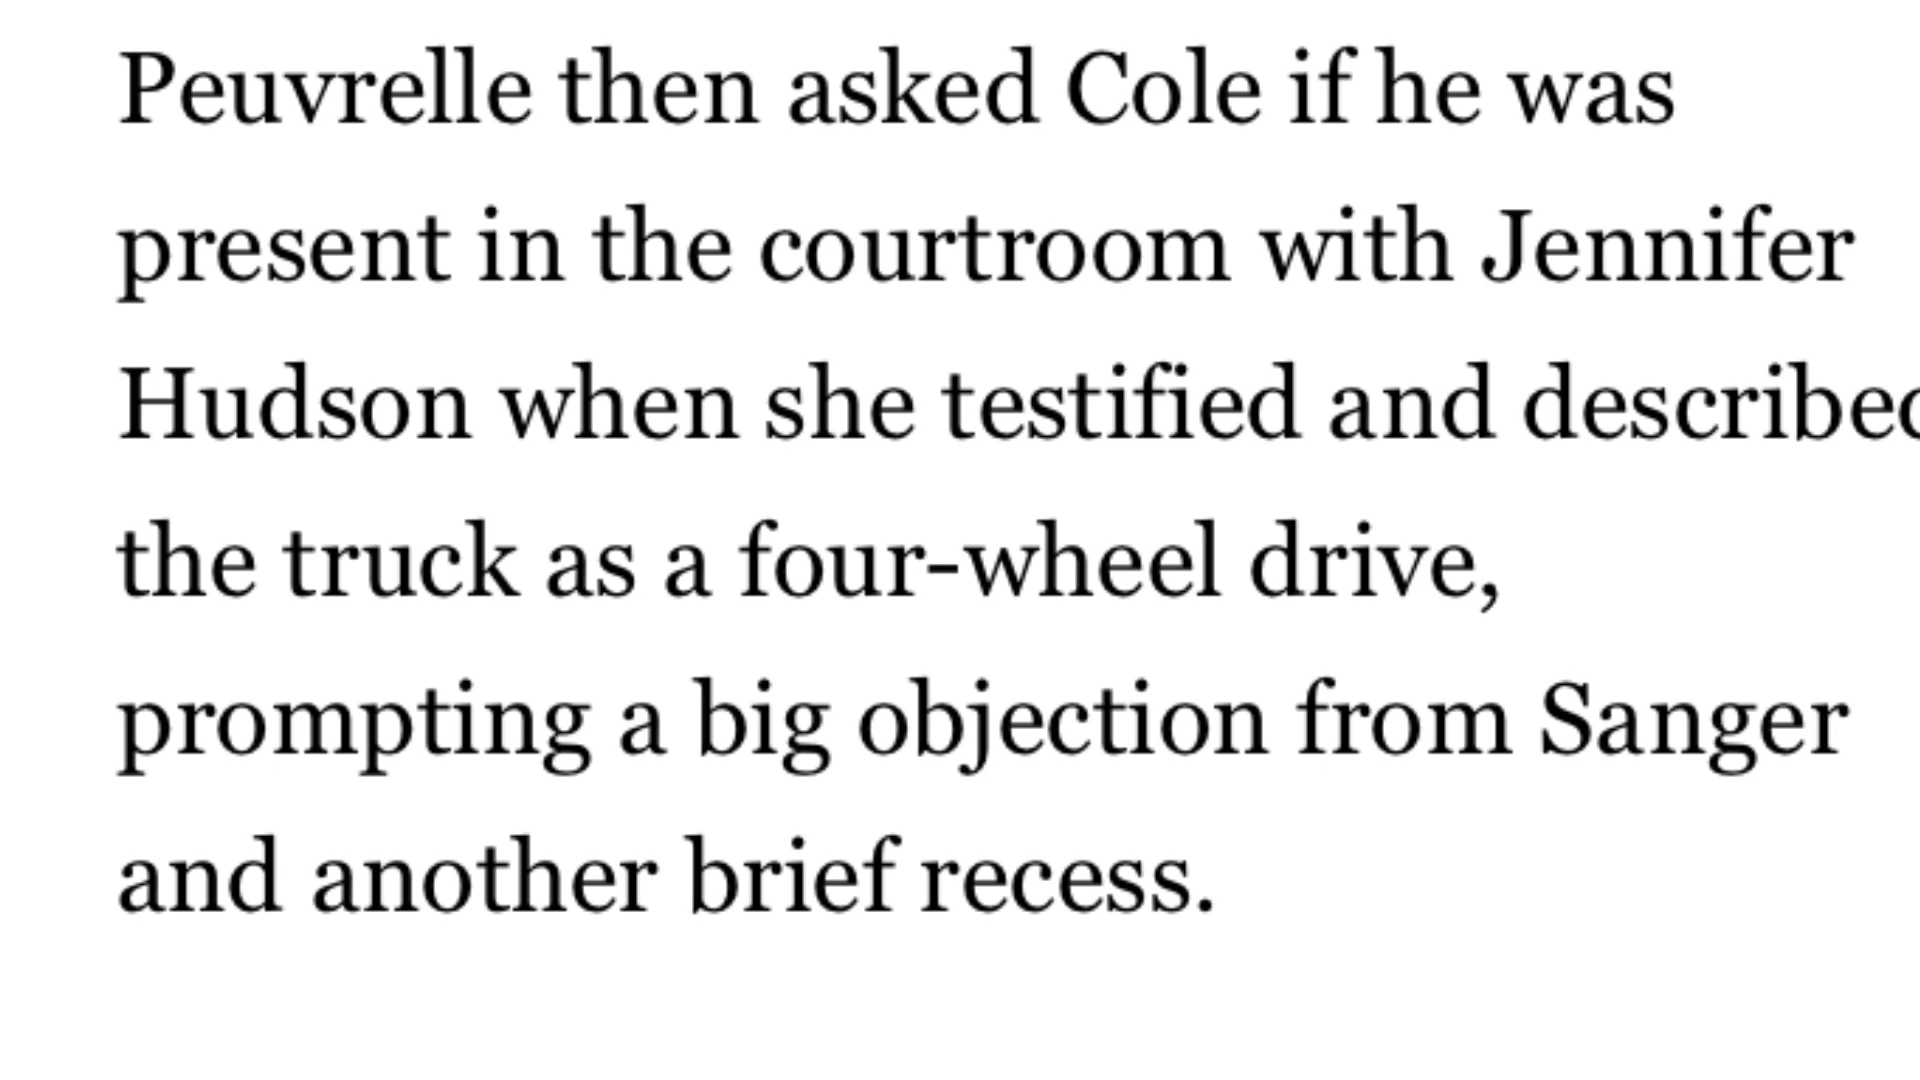 Peuvrelle then asked Cole if he was
present in the courtroom with Jennifer
Hudson when she testified and described
the truck as a four-wheel drive,
prompting a big objection from Sanger
and another brief recess.